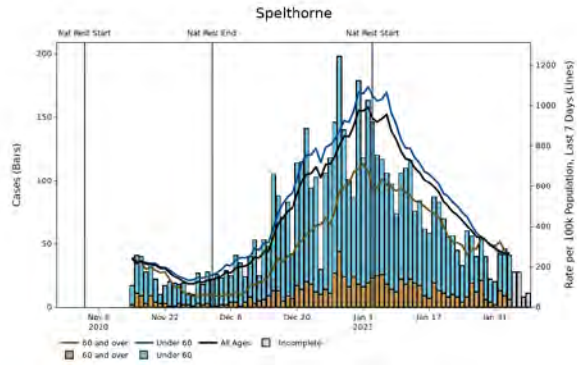 Spelthorne
Nat Rest Start
Nat Rest End
Nat Rest Start
200
150
100
50
0
Cases (Bars)
1200
1000
800
600
400
200
0
Rate per 100k Population, Last 7 Days (Lines)
Nov 8
2020
Nov 22
Dec 6
Dec 20
Jan 3
2021
Jan 17
Jan 31
60 and over
Under 60
All Ages
Incomplete
60 and over
Under 60